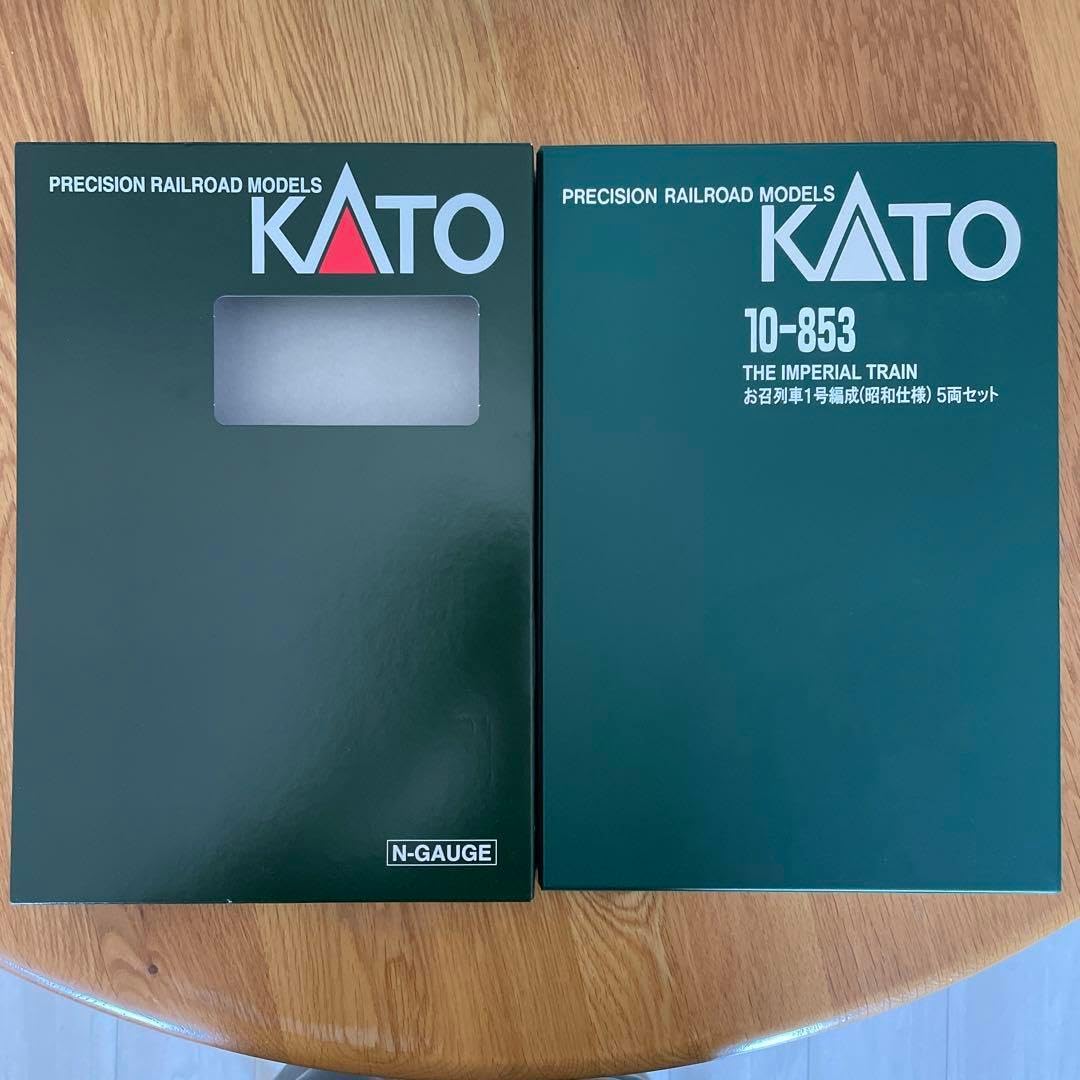 PRECISION RAILROAD MODELS
KATO
N-GAUGE
PRECISION RAILROAD MODELS
KATO
10-853
THE IMPERIAL TRAIN
お召列車1号編成(昭和仕様) 5両セット